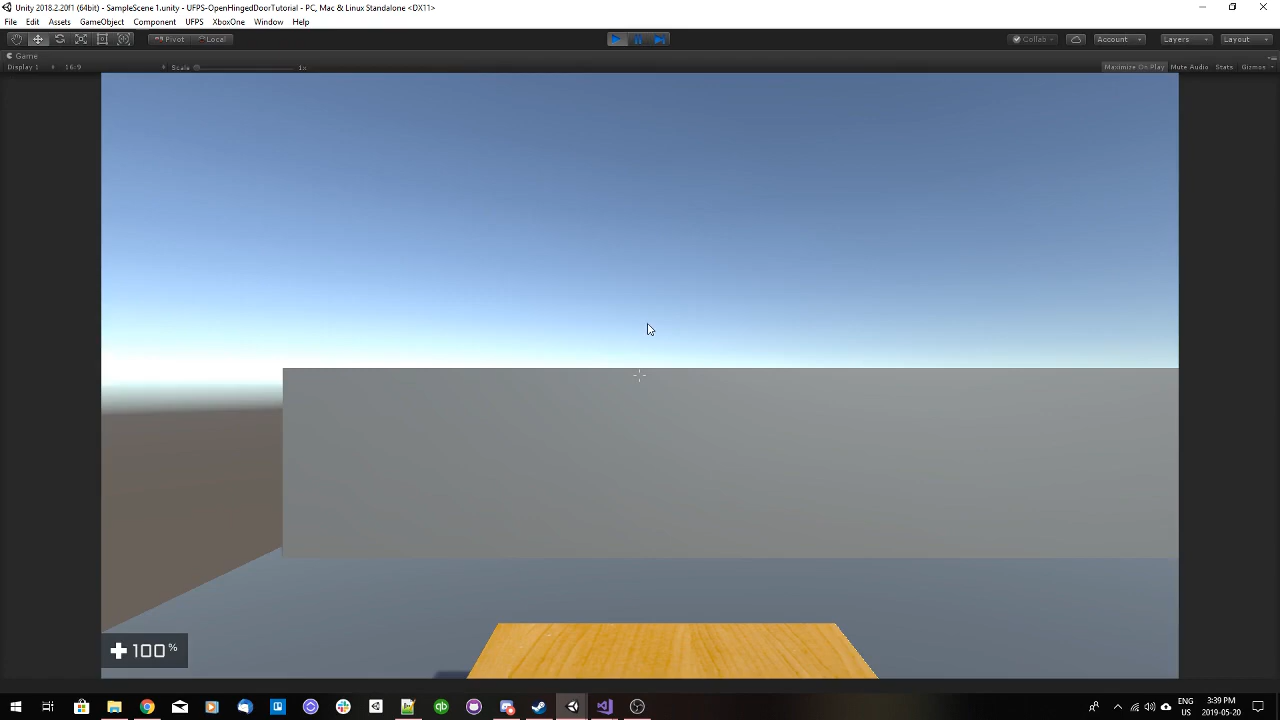 Unity 2018.2.20f1 (64bit) - SampleScene 1.unity - UFPS-OpenHingedDoorTutorial - PC, Mac & Linux Standalone <DX11>
File Edit Assets GameObject Component UFPS XboxOne Window Help
Pivot Local Collab Account Layers Layout
Game
Display 1 16:9 Scale 1x Maximize On Play Mute Audio Stats Gizmos
100%
qb
ENG 3:39 PM
US 2019-05-20